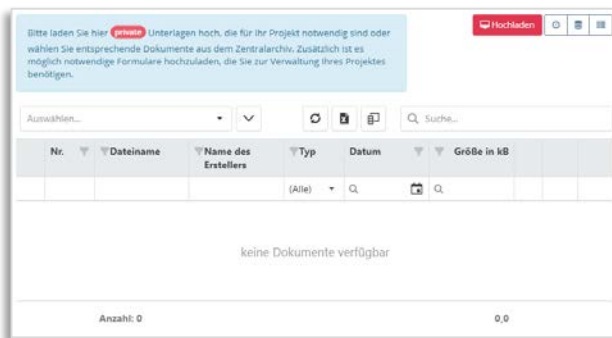 Bitte laden Sie hier private Unterlagen hoch, die für Ihr Projekt notwendig sind oder
wählen Sie entsprechende Dokumente aus dem Zentralarchiv. Zusätzlich ist es
möglich notwendige Formulare hochzuladen, die Sie zur Verwaltung Ihres Projektes
benötigen.
Hochladen
Auswählen...
Suche...
Nr. Dateiname Name des Erstellers Typ Datum Größe in kB
(Alle)
keine Dokumente verfügbar
Anzahl: 0 0,0